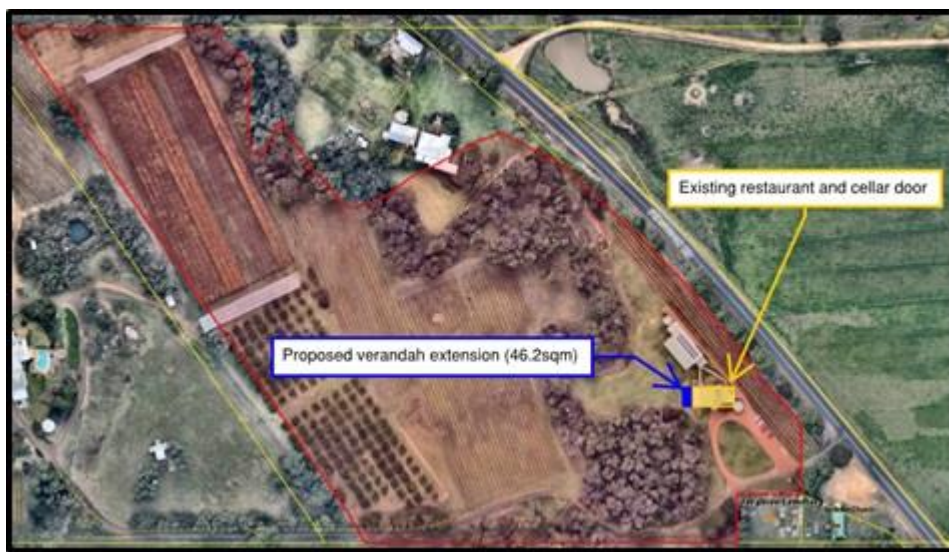 Existing restaurant and cellar door
Proposed verandah extension (46.2sqm)